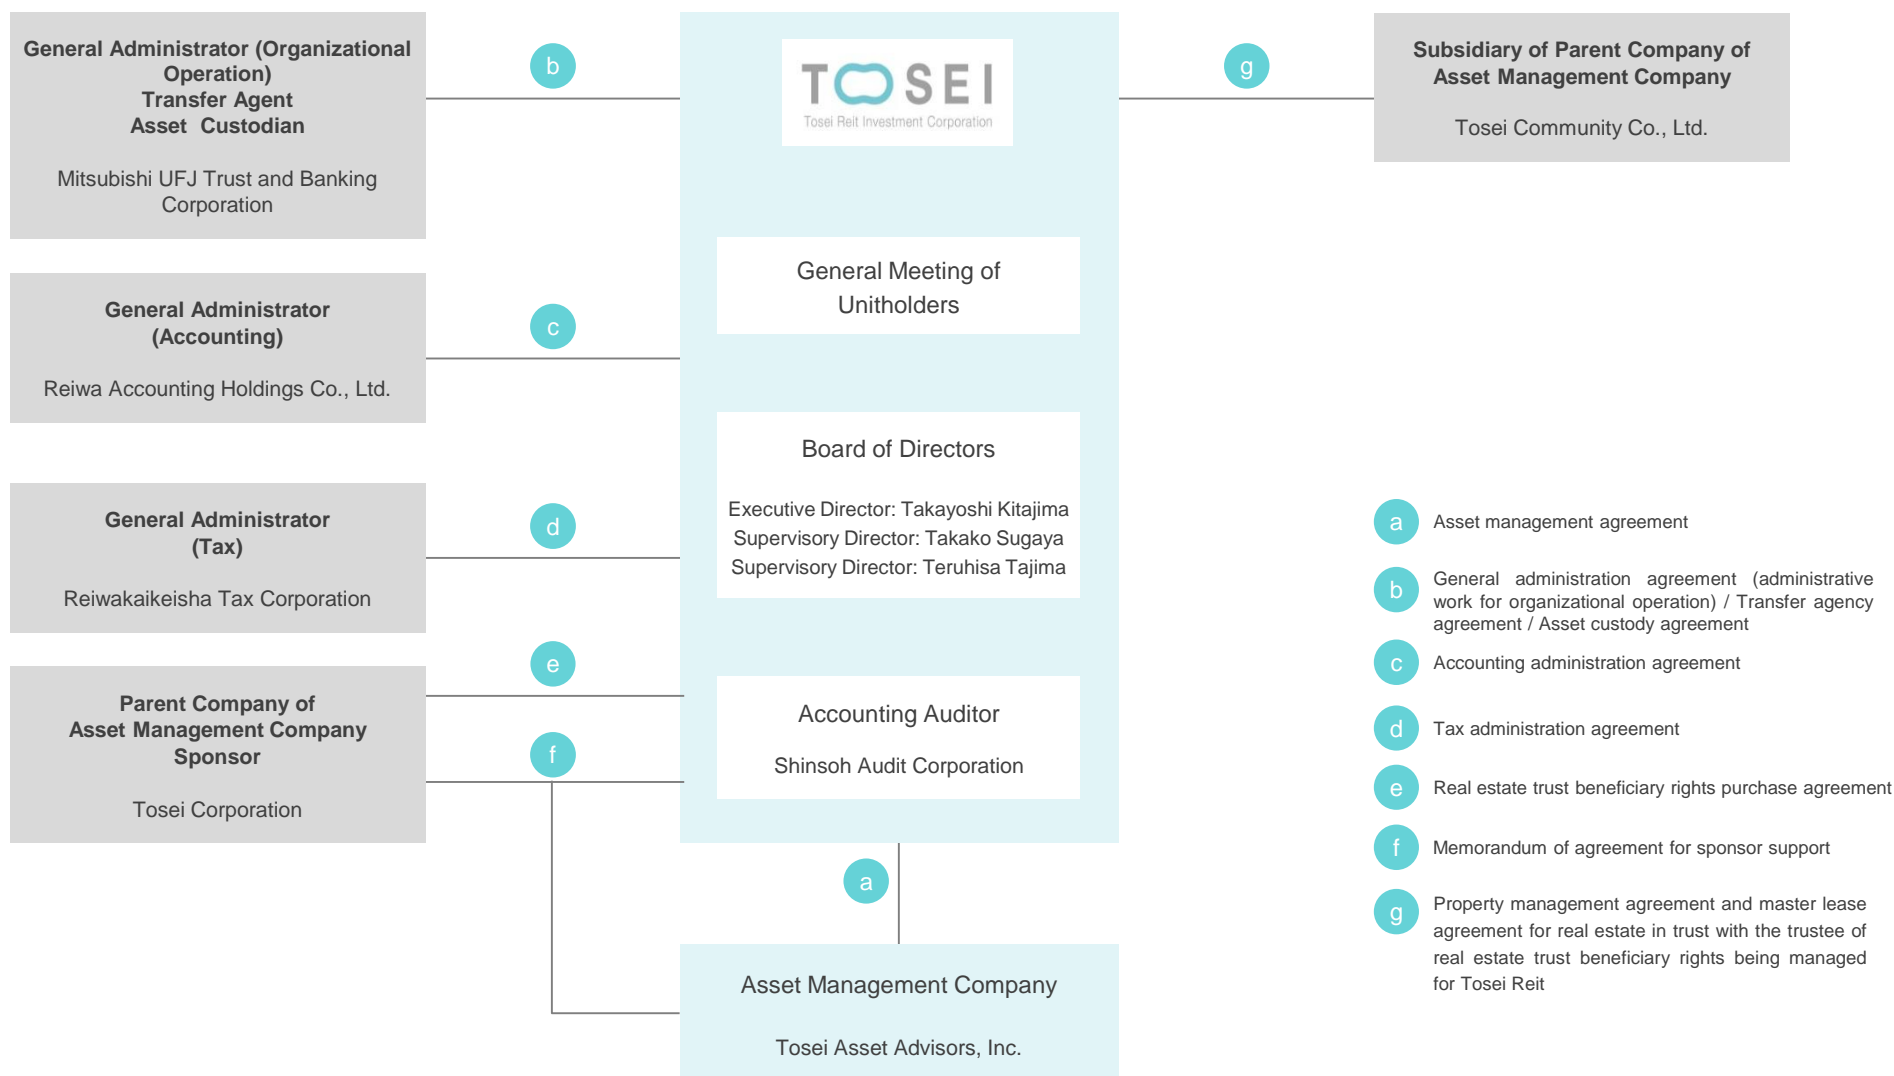 General Administrator (Organizational
Operation)
Transfer Agent
Asset Custodian
Mitsubishi UFJ Trust and Banking
Corporation
b
TOSEI
Tosei Reit Investment Corporation
g
Subsidiary of Parent Company of
Asset Management Company
Tosei Community Co., Ltd.
General Meeting of
Unitholders
General Administrator
(Accounting)
Reiwa Accounting Holdings Co., Ltd.
c
Board of Directors
Executive Director: Takayoshi Kitajima
Supervisory Director: Takako Sugaya
Supervisory Director: Teruhisa Tajima
General Administrator
(Tax)
Reiwakaikeisha Tax Corporation
d
Parent Company of
Asset Management Company
Sponsor
Tosei Corporation
e
f
Accounting Auditor
Shinsoh Audit Corporation
a
Asset Management Company
Tosei Asset Advisors, Inc.
a Asset management agreement
b General administration agreement (administrative
work for organizational operation) / Transfer agency
agreement / Asset custody agreement
c Accounting administration agreement
d Tax administration agreement
e Real estate trust beneficiary rights purchase agreement
f Memorandum of agreement for sponsor support
g Property management agreement and master lease
agreement for real estate in trust with the trustee of
real estate trust beneficiary rights being managed
for Tosei Reit